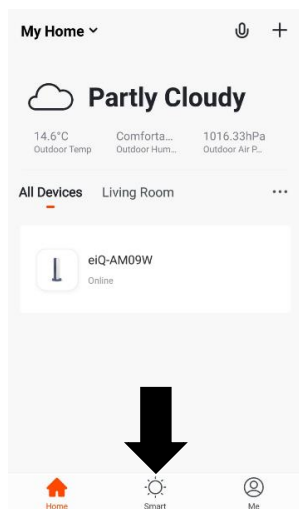 My Home
Partly Cloudy
14.6°C Comforta... 1016.33hPa
Outdoor Temp Outdoor Hum... Outdoor Air P...
All Devices Living Room ...
eiQ-AM09W
Online
Home Smart Me